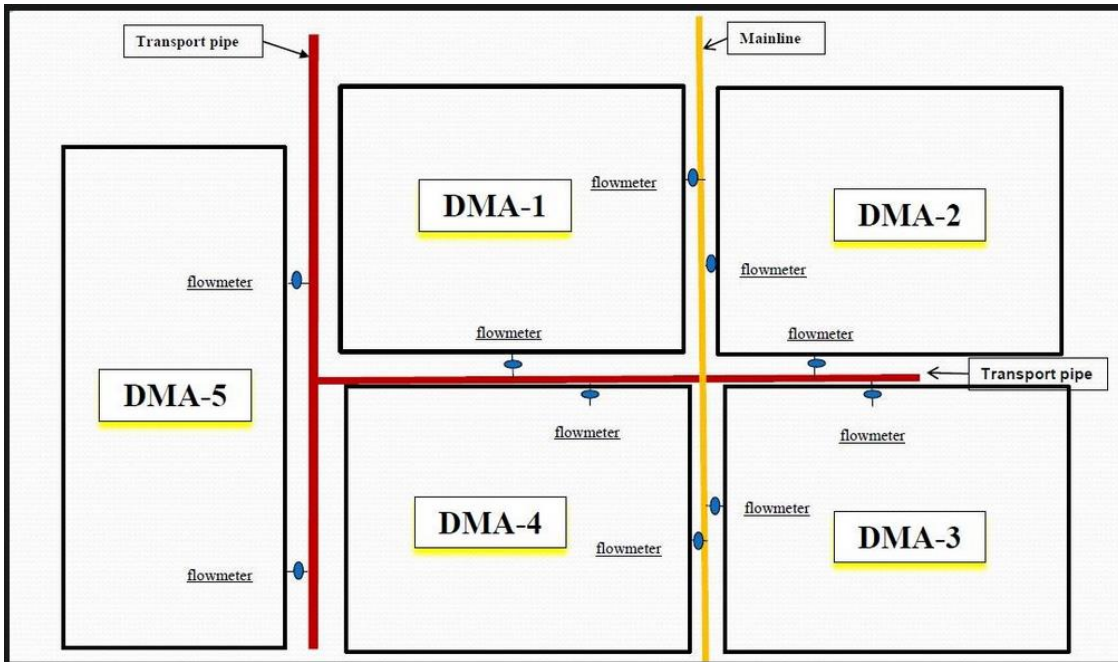 Transport pipe
Mainline
flowmeter
DMA-1
DMA-2
flowmeter
flowmeter
flowmeter
flowmeter
Transport pipe
DMA-5
flowmeter
flowmeter
DMA-4
flowmeter
DMA-3
flowmeter
flowmeter